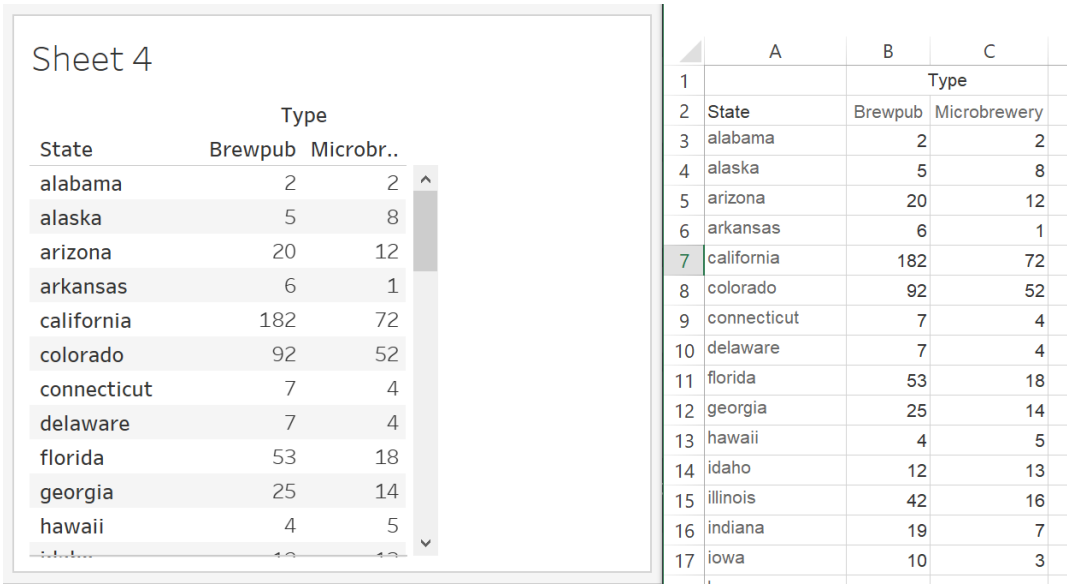 Sheet 4
Type
State Brewpub Microbr..
alabama 2 2
alaska 5 8
arizona 20 12
arkansas 6 1
california 182 72
colorado 92 52
connecticut 7 4
delaware 7 4
florida 53 18
georgia 25 14
hawaii 4 5
A B C
1 Type
2 State Brewpub Microbrewery
3 alabama 2 2
4 alaska 5 8
5 arizona 20 12
6 arkansas 6 1
7 california 182 72
8 colorado 92 52
9 connecticut 7 4
10 delaware 7 4
11 florida 53 18
12 georgia 25 14
13 hawaii 4 5
14 idaho 12 13
15 illinois 42 16
16 indiana 19 7
17 iowa 10 3